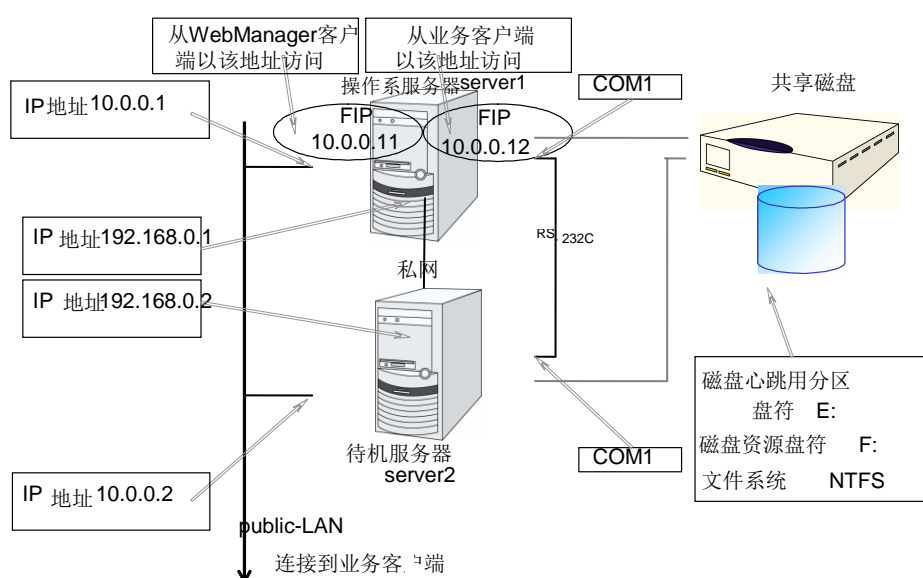 从WebManager客户
端以该地址访问
从业务客户端
以该地址访问
操作系服务器server1
COM1
共享磁盘
IP地址10.0.0.1
FIP
10.0.0.11
FIP
10.0.0.12
IP 地址192.168.0.1
RS, 232C
私网
IP 地址192.168.0.2
磁盘心跳用分区
盘符 E:
磁盘资源盘符 F:
文件系统 NTFS
待机服务器
server2
COM1
IP 地址10.0.0.2
public-LAN
连接到业务客户端